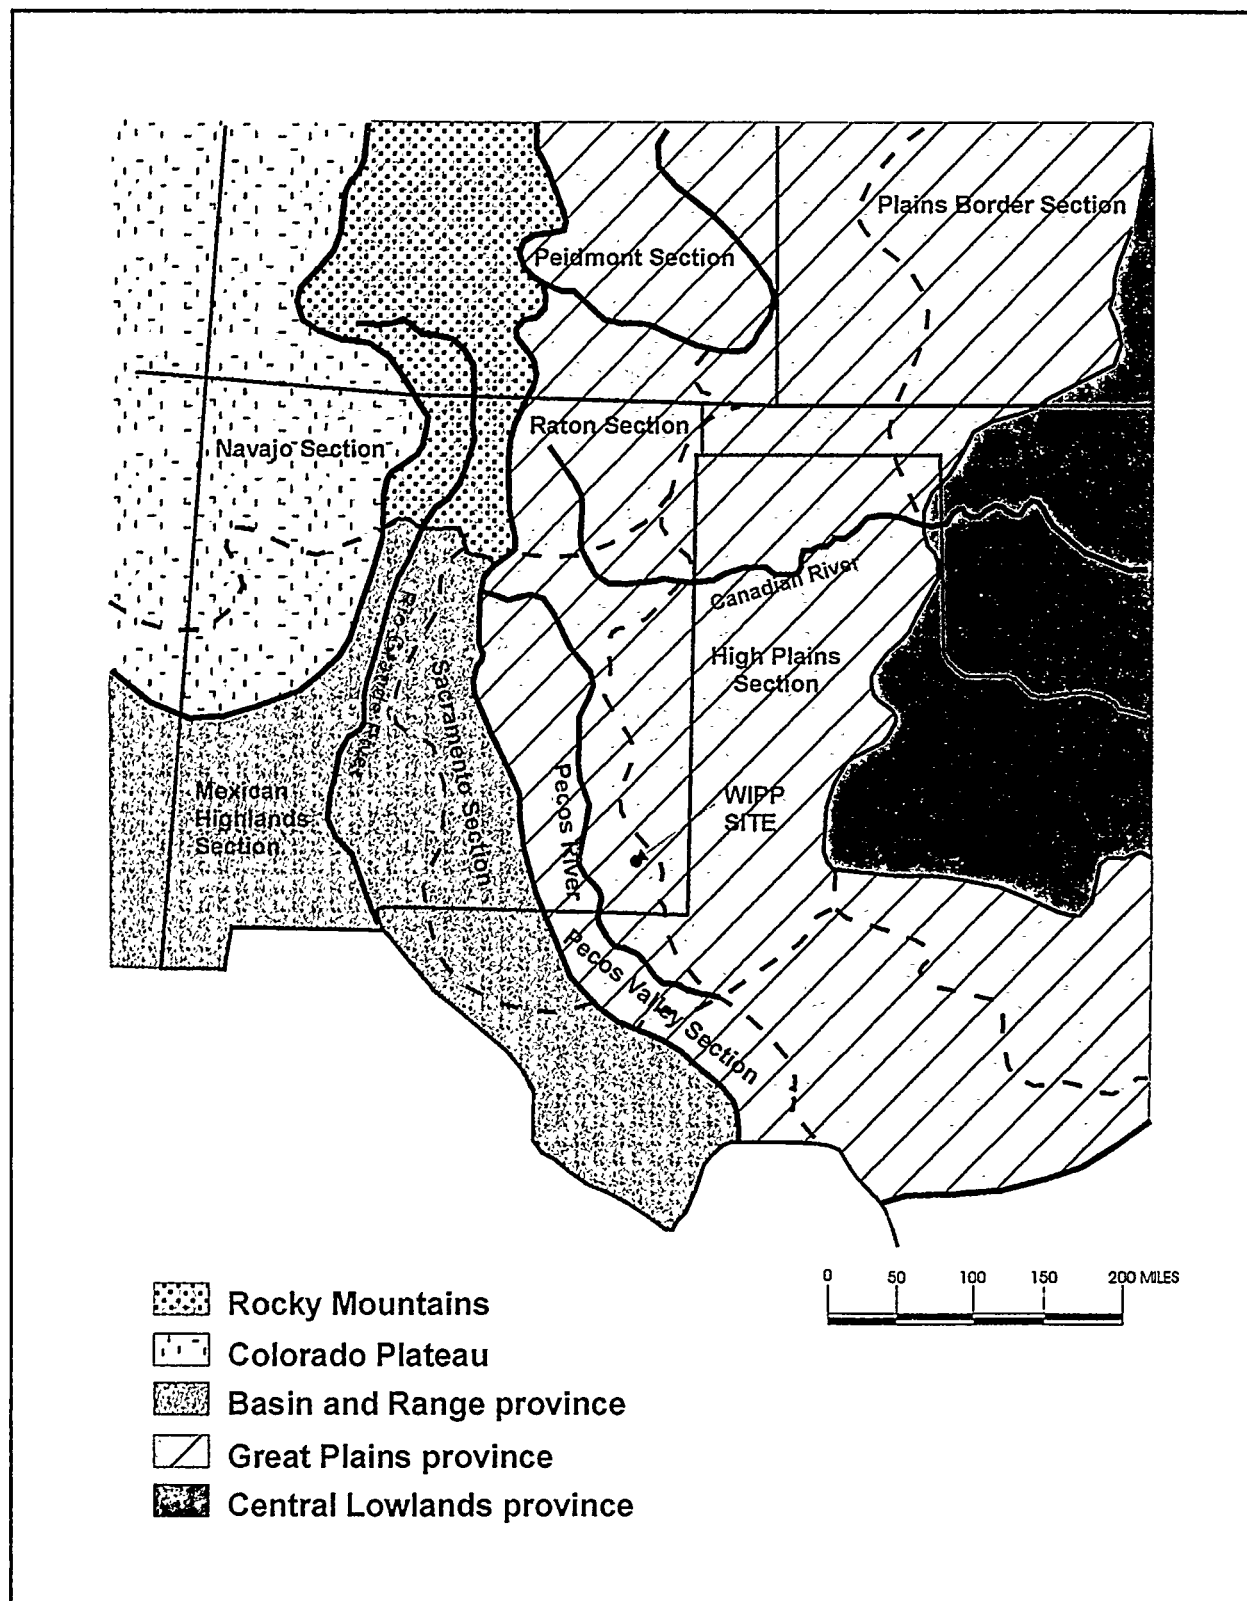 Plains Border Section
Peidmont Section
Raton Section
Navajo Section
Canadian River
Rio Grande River
Sacramento Section
High Plains
Section
Mexican
Highlands
Section
Pecos River
WIPP
SITE
Pecos Valley Section
0 50 100 150 200 MILES
Rocky Mountains
Colorado Plateau
Basin and Range province
Great Plains province
Central Lowlands province